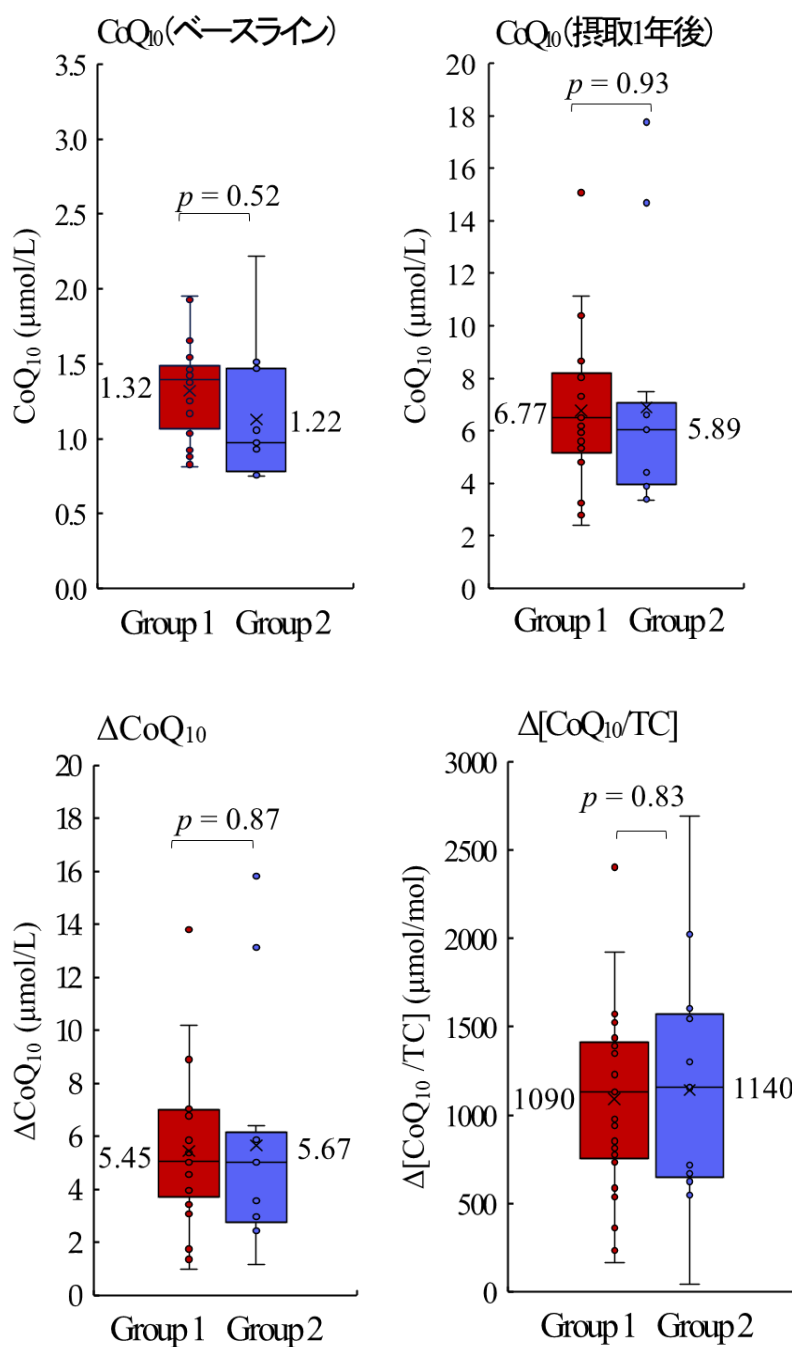 CoQ₁₀(ベースライン)
3.5
3.0
2.5
2.0
1.5
1.0
0.5
0.0
CoQ₁₀ (μmol/L)
p = 0.52
1.32
1.22
Group 1 Group 2
CoQ₁₀(摂取1年後)
20
18
16
14
12
10
8
6
4
2
0
CoQ₁₀ (μmol/L)
p = 0.93
6.77
5.89
Group 1 Group 2
ΔCoQ₁₀
20
18
16
14
12
10
8
6
4
2
0
ΔCoQ₁₀ (μmol/L)
p = 0.87
5.45
5.67
Group 1 Group 2
Δ[CoQ₁₀/TC]
3000
2500
2000
1500
1000
500
0
Δ[CoQ₁₀ /TC] (μmol/mol)
p = 0.83
1090
1140
Group 1 Group 2